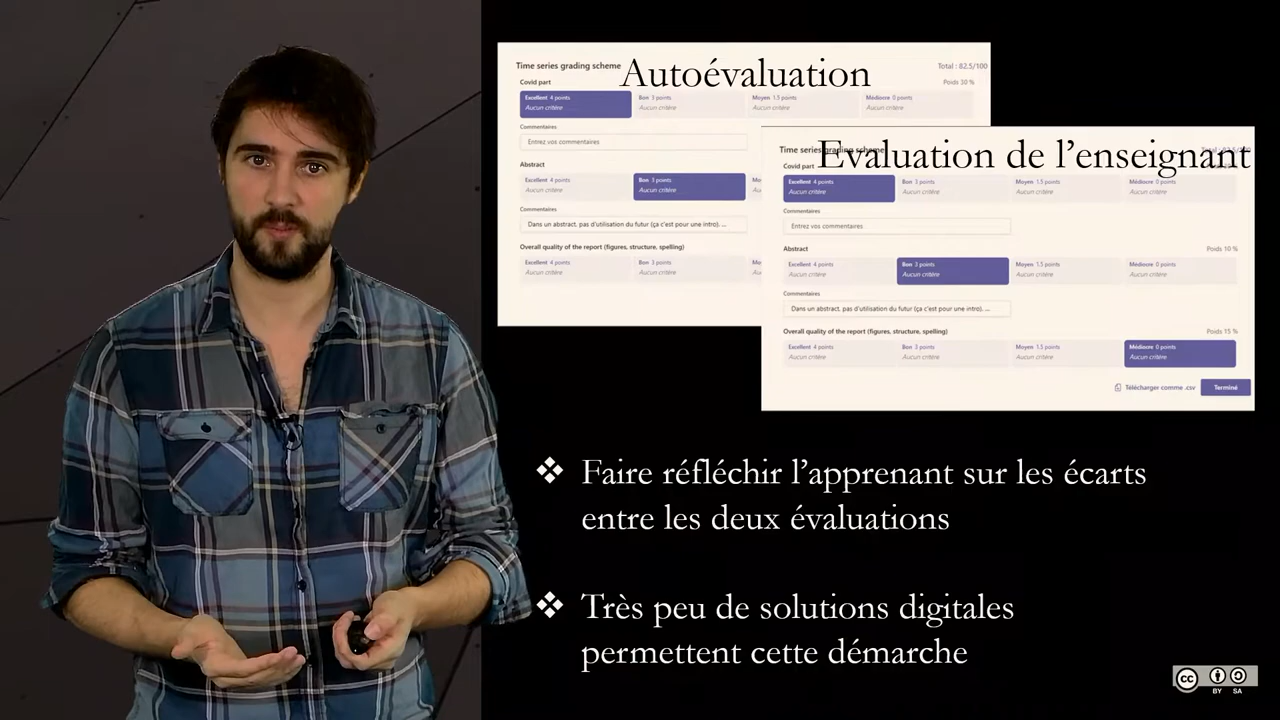 Time series grading scheme
Autoévaluation
Total : 82.5/100
Covid part
Poids 30 %
Excellent 4 points
Bon 3 points
Moyen 1.5 points
Médiocre 0 points
Aucun critère
Aucun critère
Aucun critère
Aucun critère
Commentaires
Entrez vos commentaires
Abstract
Excellent 4 points
Bon 3 points
Mo
Aucun critère
Aucun critère
Au
Commentaires
Dans un abstract, pas d'utilisation du futur (ça c'est pour une intro). ...
Overall quality of the report (figures, structure, spelling)
Excellent 4 points
Bon 3 points
Mo
Aucun critère
Aucun critère
Au
Time series grading scheme
Evaluation de l’enseignant
Covid part
Excellent 4 points
Bon 3 points
Moyen 1.5 points
Médiocre 0 points
Aucun critère
Aucun critère
Aucun critère
Aucun critère
Commentaires
Entrez vos commentaires
Abstract
Poids 10 %
Excellent 4 points
Bon 3 points
Moyen 1.5 points
Médiocre 0 points
Aucun critère
Aucun critère
Aucun critère
Aucun critère
Commentaires
Dans un abstract, pas d'utilisation du futur (ça c'est pour une intro). ...
Overall quality of the report (figures, structure, spelling)
Poids 15 %
Excellent 4 points
Bon 3 points
Moyen 1.5 points
Médiocre 0 points
Aucun critère
Aucun critère
Aucun critère
Aucun critère
Télécharger comme .csv
Terminé
❖ Faire réfléchir l’apprenant sur les écarts
entre les deux évaluations
❖ Très peu de solutions digitales
permettent cette démarche
cc
BY SA